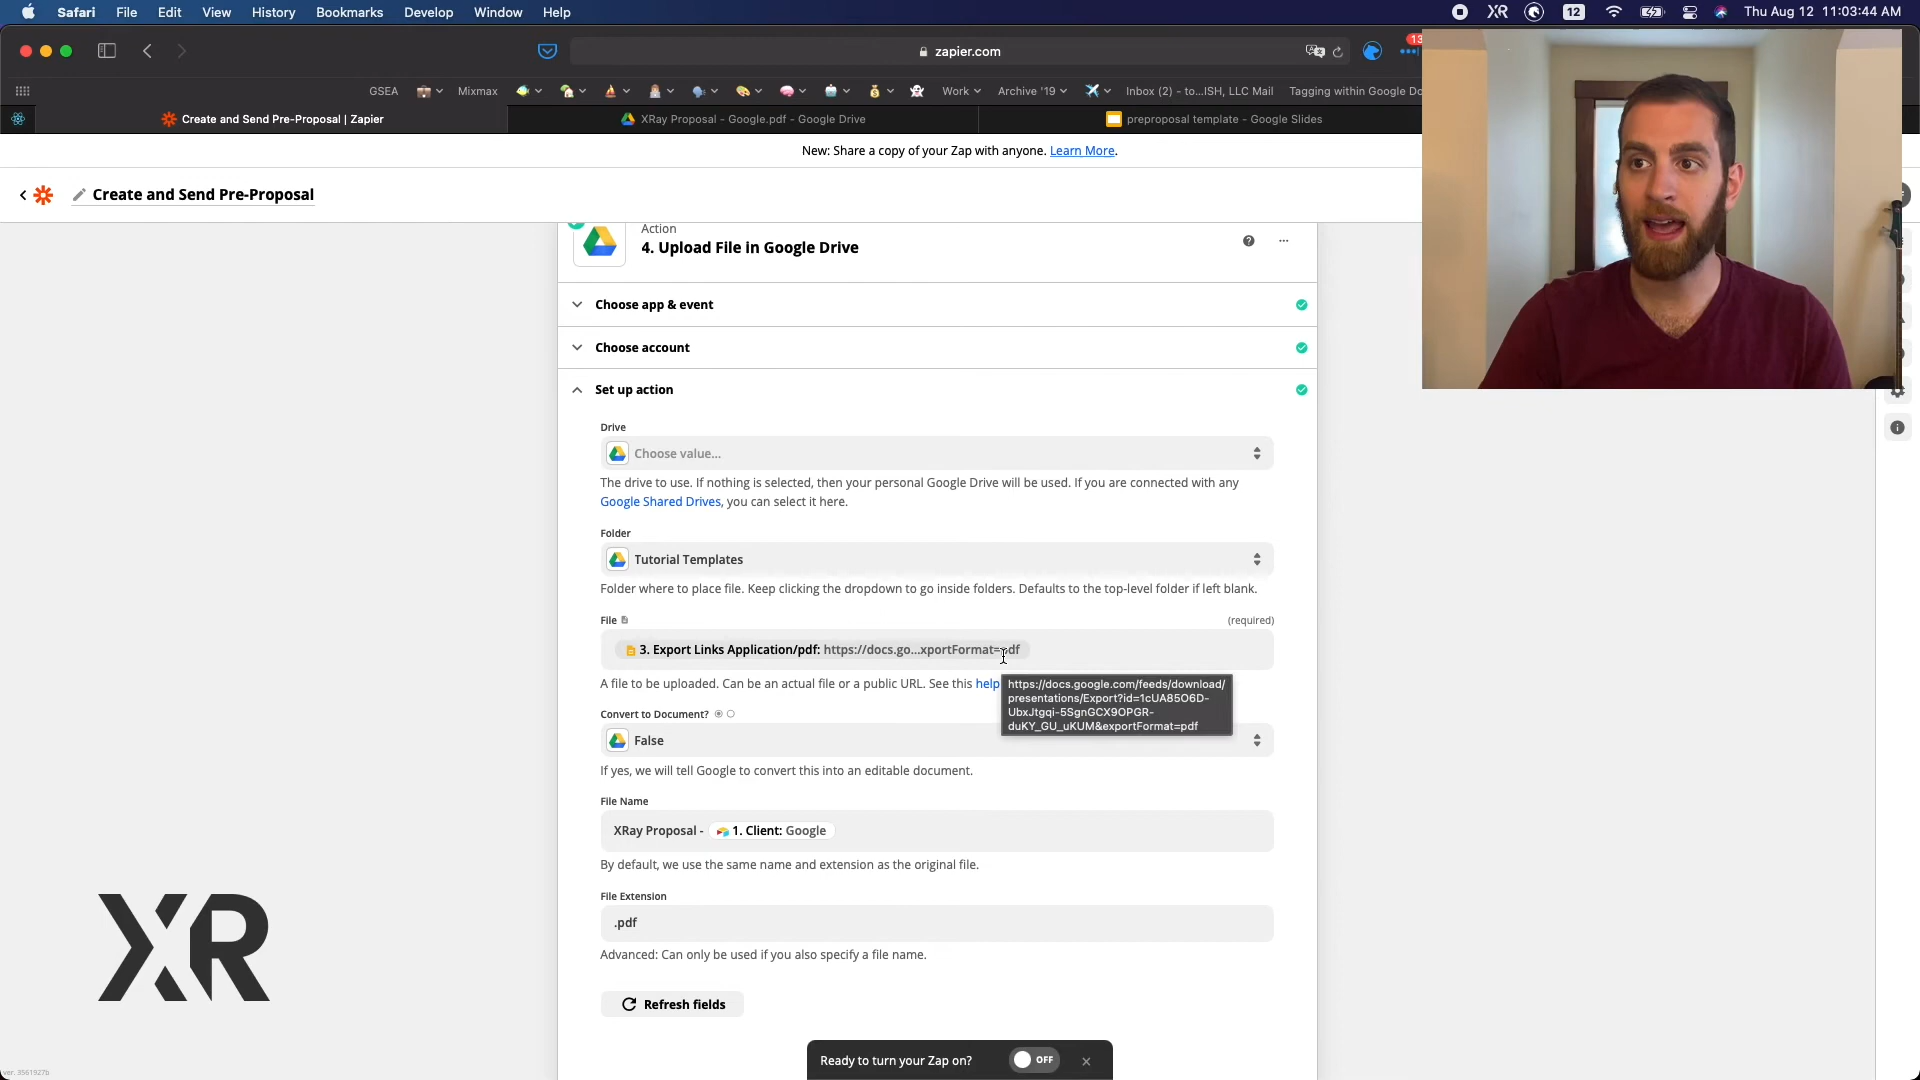 Safari File Edit View History Bookmarks Develop Window Help XR 12 Thu Aug 12 11:03:44 AM
zapier.com 13
GSEA Mixmax Work Archive '19 Inbox (2) - to...ISH, LLC Mail Tagging within Google Do
Create and Send Pre-Proposal | Zapier XRay Proposal - Google.pdf - Google Drive preproposal template - Google Slides
New: Share a copy of your Zap with anyone. Learn More.
Create and Send Pre-Proposal
Action
4. Upload File in Google Drive
Choose app & event
Choose account
Set up action
Drive
Choose value...
The drive to use. If nothing is selected, then your personal Google Drive will be used. If you are connected with any
Google Shared Drives, you can select it here.
Folder
Tutorial Templates
Folder where to place file. Keep clicking the dropdown to go inside folders. Defaults to the top-level folder if left blank.
File (required)
3. Export Links Application/pdf: https://docs.go...xportFormat=pdf
A file to be uploaded. Can be an actual file or a public URL. See this help
https://docs.google.com/feeds/download/
presentations/Export?id=1cUA85O6D-
UbxJtgqi-5SgnGCX9OPGR-
duKY_GU_uKUM&exportFormat=pdf
Convert to Document?
False
If yes, we will tell Google to convert this into an editable document.
File Name
XRay Proposal - 1. Client: Google
By default, we use the same name and extension as the original file.
File Extension
.pdf
Advanced: Can only be used if you also specify a file name.
Refresh fields
Ready to turn your Zap on? OFF
XR
ver. 3561927b